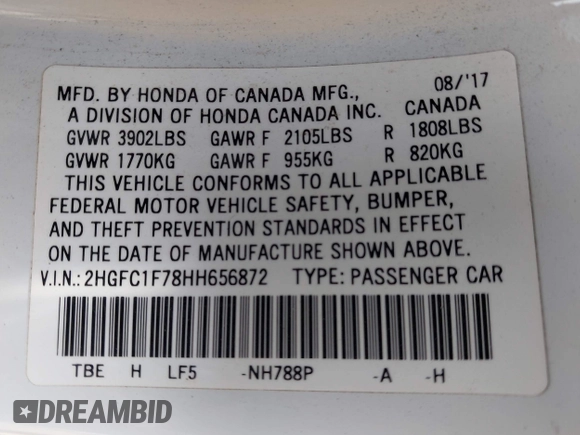 MFD. BY HONDA OF CANADA MFG., 08/'17
A DIVISION OF HONDA CANADA INC. CANADA
GVWR 3902LBS GAWR F 2105LBS R 1808LBS
GVWR 1770KG GAWR F 955KG R 820KG
THIS VEHICLE CONFORMS TO ALL APPLICABLE
FEDERAL MOTOR VEHICLE SAFETY, BUMPER,
AND THEFT PREVENTION STANDARDS IN EFFECT
ON THE DATE OF MANUFACTURE SHOWN ABOVE.
V.I.N.:2HGFC1F78HH656872 TYPE: PASSENGER CAR
TBE H LF5 -NH788P -A -H
DREAMBID